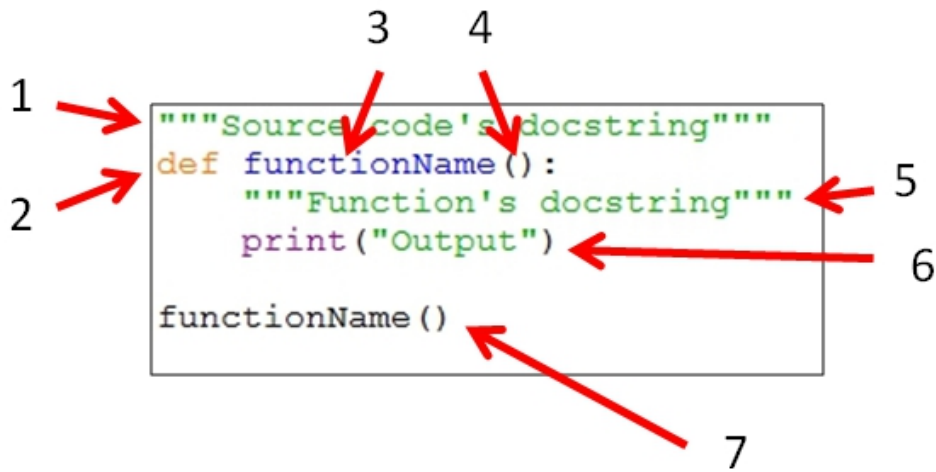 3 4
1
"""Source code's docstring"""
def functionName():
2
"""Function's docstring"""
5
print("Output")
6
functionName()
7